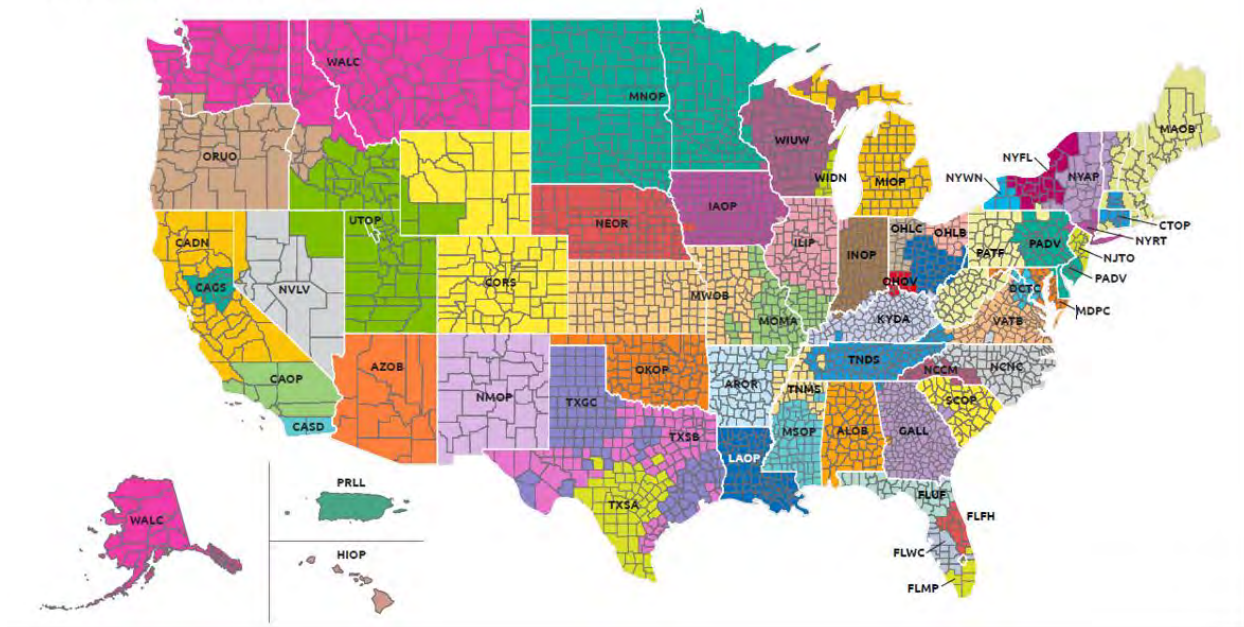 WALC
MNOP
MAOB
ORUO
WIUW
NYFL
NYAP
NYWN
WIDN
MIOP
IAOP
NEOR
UTOP
CTOP
NYRT
CADN
OHLC
OHLB
PATF
PADV
NJTO
ILIP
INOP
PADV
CAGS
NVLV
CORS
OHOV
DCTC
MWOB
MDPC
MOMA
KYDA
VATB
AZOB
TNDS
NCCM
NCNC
CAOP
OKOP
AROR
TNMS
NMOP
TXGC
SCOP
CASD
TXSB
MSOP
ALOB
GALL
LAOP
PRLL
FLUF
TXSA
FLFH
WALC
HIOP
FLWC
FLMP